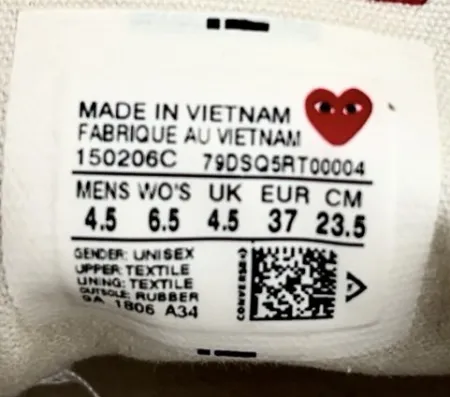 MADE IN VIETNAM
FABRIQUE AU VIETNAM
150206C 79DSQ5RT00004
MENS WO'S UK EUR CM
4.5 6.5 4.5 37 23.5
GENDER: UNISEX
UPPER: TEXTILE
LINING: TEXTILE
OUTSOLE: RUBBER
9A 1806 A34
CONVERSE